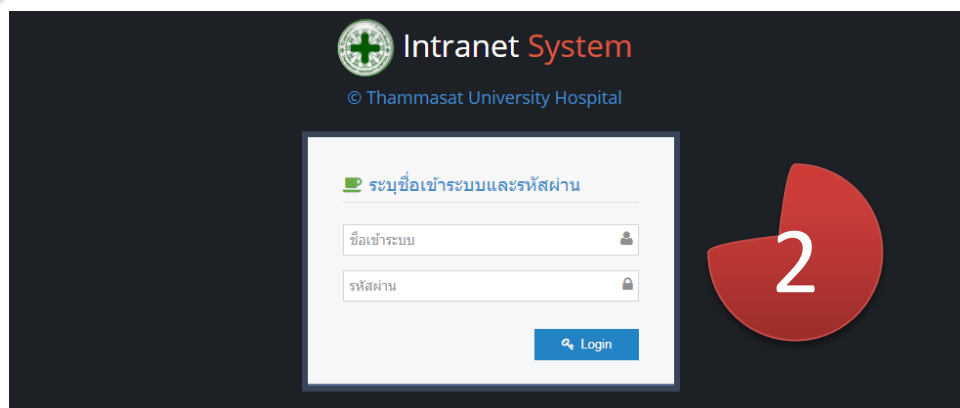 Intranet System
© Thammasat University Hospital
ระบุชื่อเข้าระบบและรหัสผ่าน
ชื่อเข้าระบบ
รหัสผ่าน
Login
2